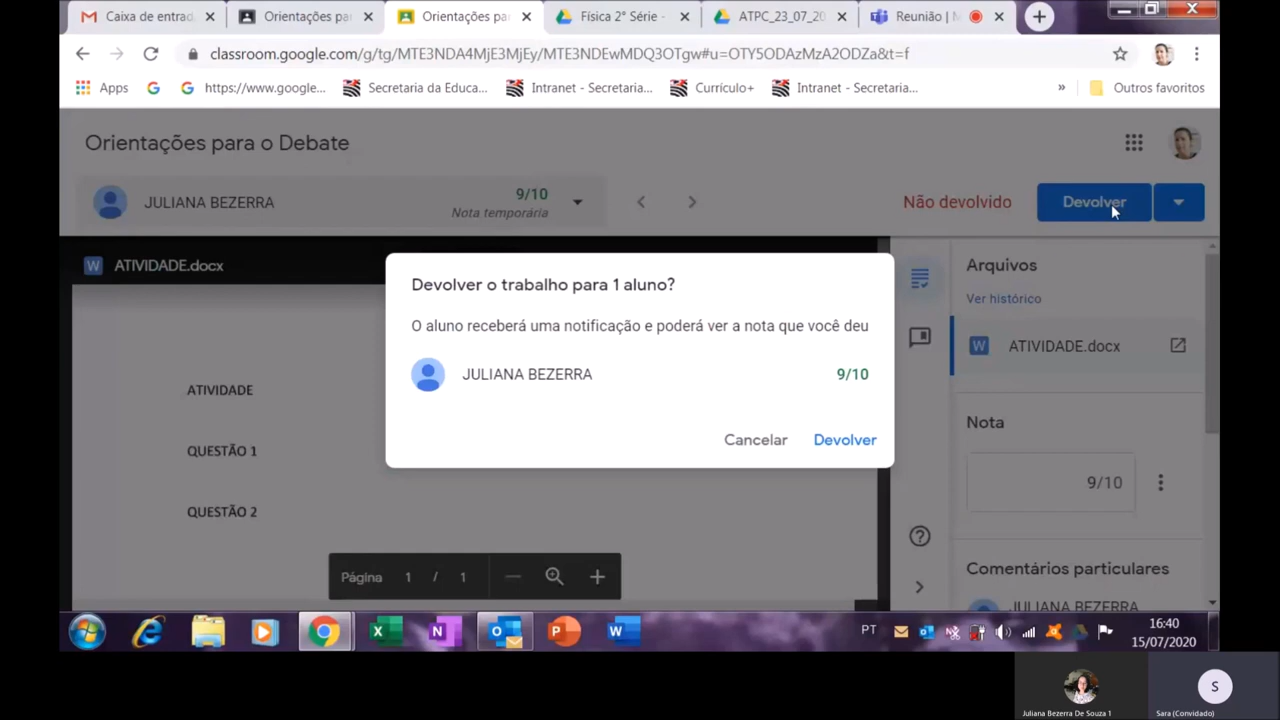 Caixa de entrad
Orientações pa
Orientações pa
Física 2ª Série -
ATPC_23_07_20
Reunião | M
classroom.google.com/g/tg/MTE3NDA4MjE3MjEy/MTE3NDEwMDQ3OTgw#u=OTY5ODAzMzA2ODZa&t=f
Apps
https://www.google...
Secretaria da Educa...
Intranet - Secretaria...
Currículo+
Intranet - Secretaria...
»
Outros favoritos
Orientações para o Debate
JULIANA BEZERRA
9/10
Nota temporária
Não devolvido
Devolver
ATIVIDADE.docx
ATIVIDADE
QUESTÃO 1
QUESTÃO 2
Página 1 / 1
Devolver o trabalho para 1 aluno?
O aluno receberá uma notificação e poderá ver a nota que você deu
JULIANA BEZERRA
9/10
Cancelar
Devolver
Arquivos
Ver histórico
ATIVIDADE.docx
Nota
9/10
Comentários particulares
JULIANA BEZERRA
PT
16:40
15/07/2020
Juliana Bezerra De Souza 1
S
Sara (Convidado)